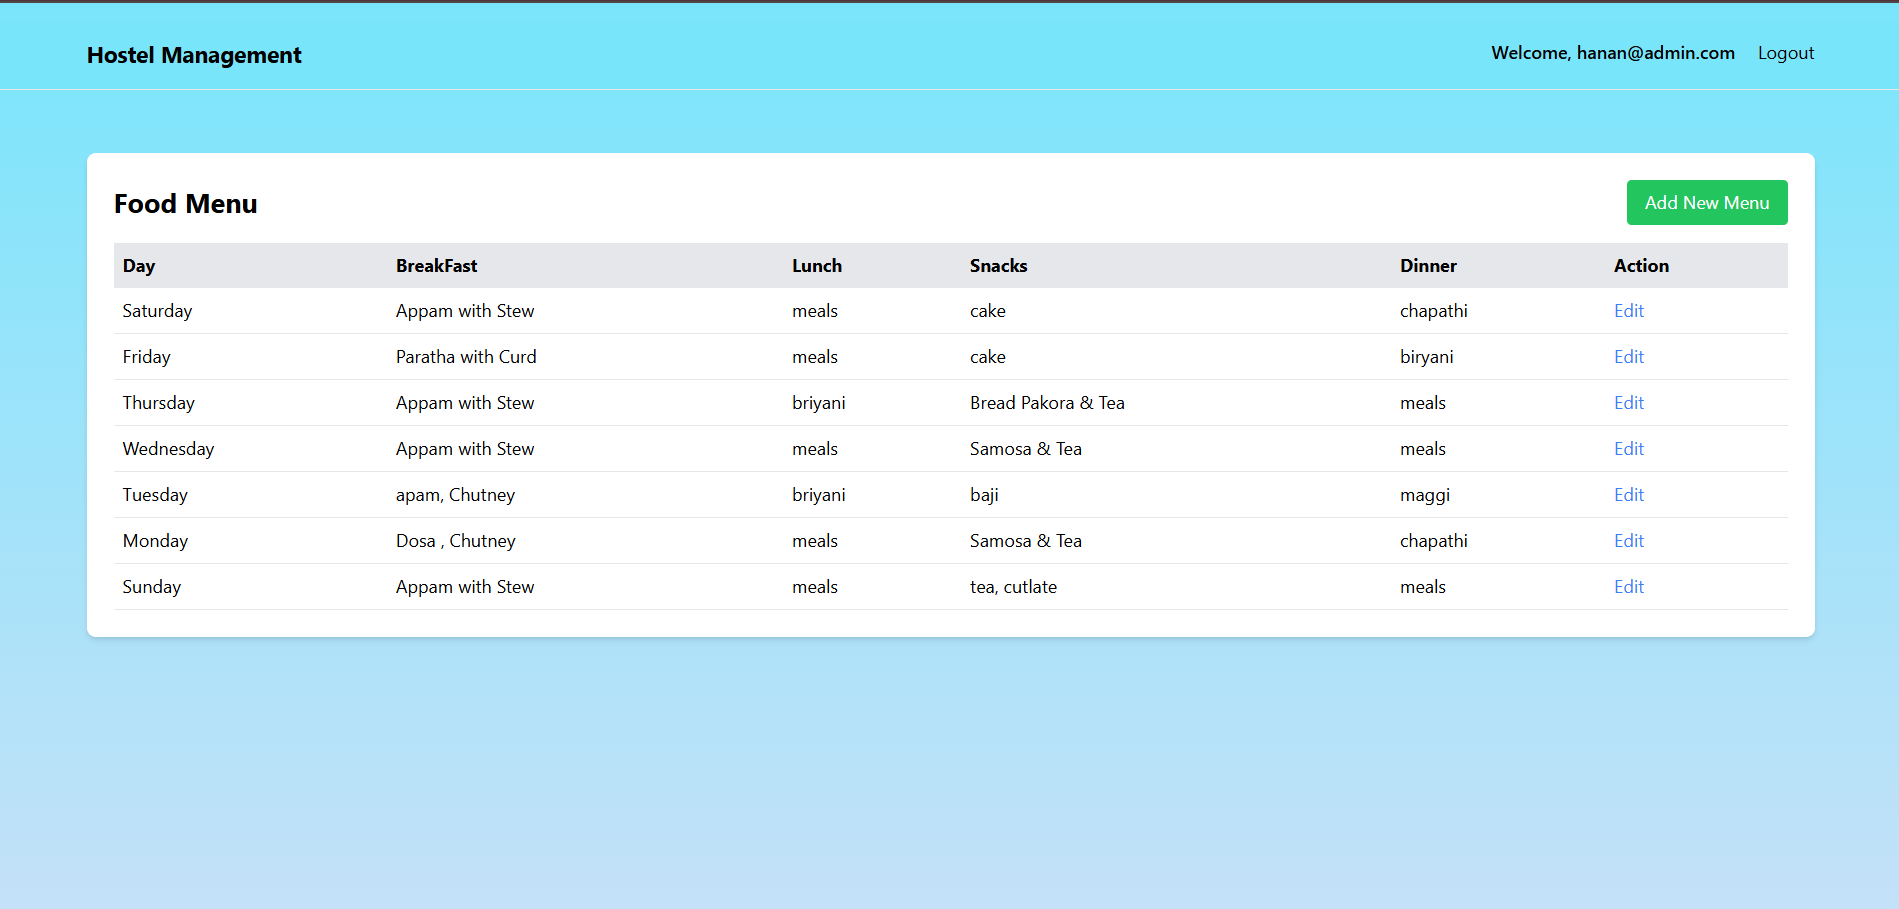 Hostel Management
Welcome, hanan@admin.com Logout
Food Menu
Add New Menu
Day BreakFast Lunch Snacks Dinner Action
Saturday Appam with Stew meals cake chapathi Edit
Friday Paratha with Curd meals cake biryani Edit
Thursday Appam with Stew briyani Bread Pakora & Tea meals Edit
Wednesday Appam with Stew meals Samosa & Tea meals Edit
Tuesday apam, Chutney briyani baji maggi Edit
Monday Dosa , Chutney meals Samosa & Tea chapathi Edit
Sunday Appam with Stew meals tea, cutlate meals Edit